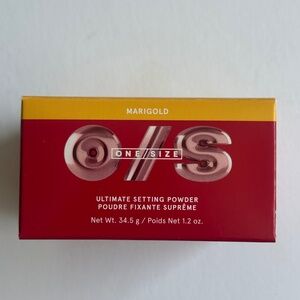 MARIGOLD
O/S
ONE/SIZE
ULTIMATE SETTING POWDER
POUDRE FIXANTE SUPRÊME
Net Wt. 34.5 g / Poids Net 1.2 oz.